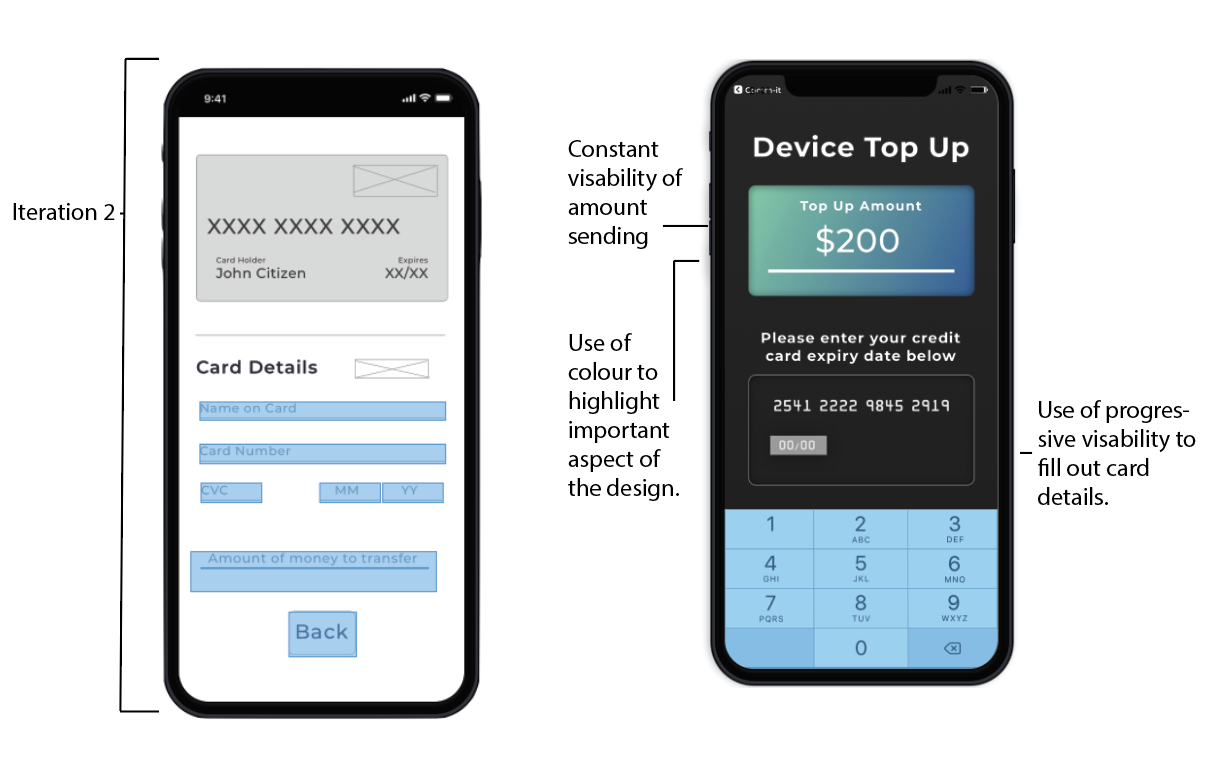 Iteration 2
9:41
XXXX XXXX XXXX
Card Holder
John Citizen
Expires
XX/XX
Card Details
Name on Card
Card Number
CVC
MM
YY
Amount of money to transfer
Back
Constant
visability of
amount
sending
Use of
colour to
highlight
important
aspect of
the design.
Device Top Up
Top Up Amount
$200
Please enter your credit
card expiry date below
2541 2222 9845 2919
00/00
1
2
ABC
3
DEF
4
GHI
5
JKL
6
MNO
7
PQRS
8
TUV
9
WXYZ
0
Use of progres-
sive visability to
fill out card
details.